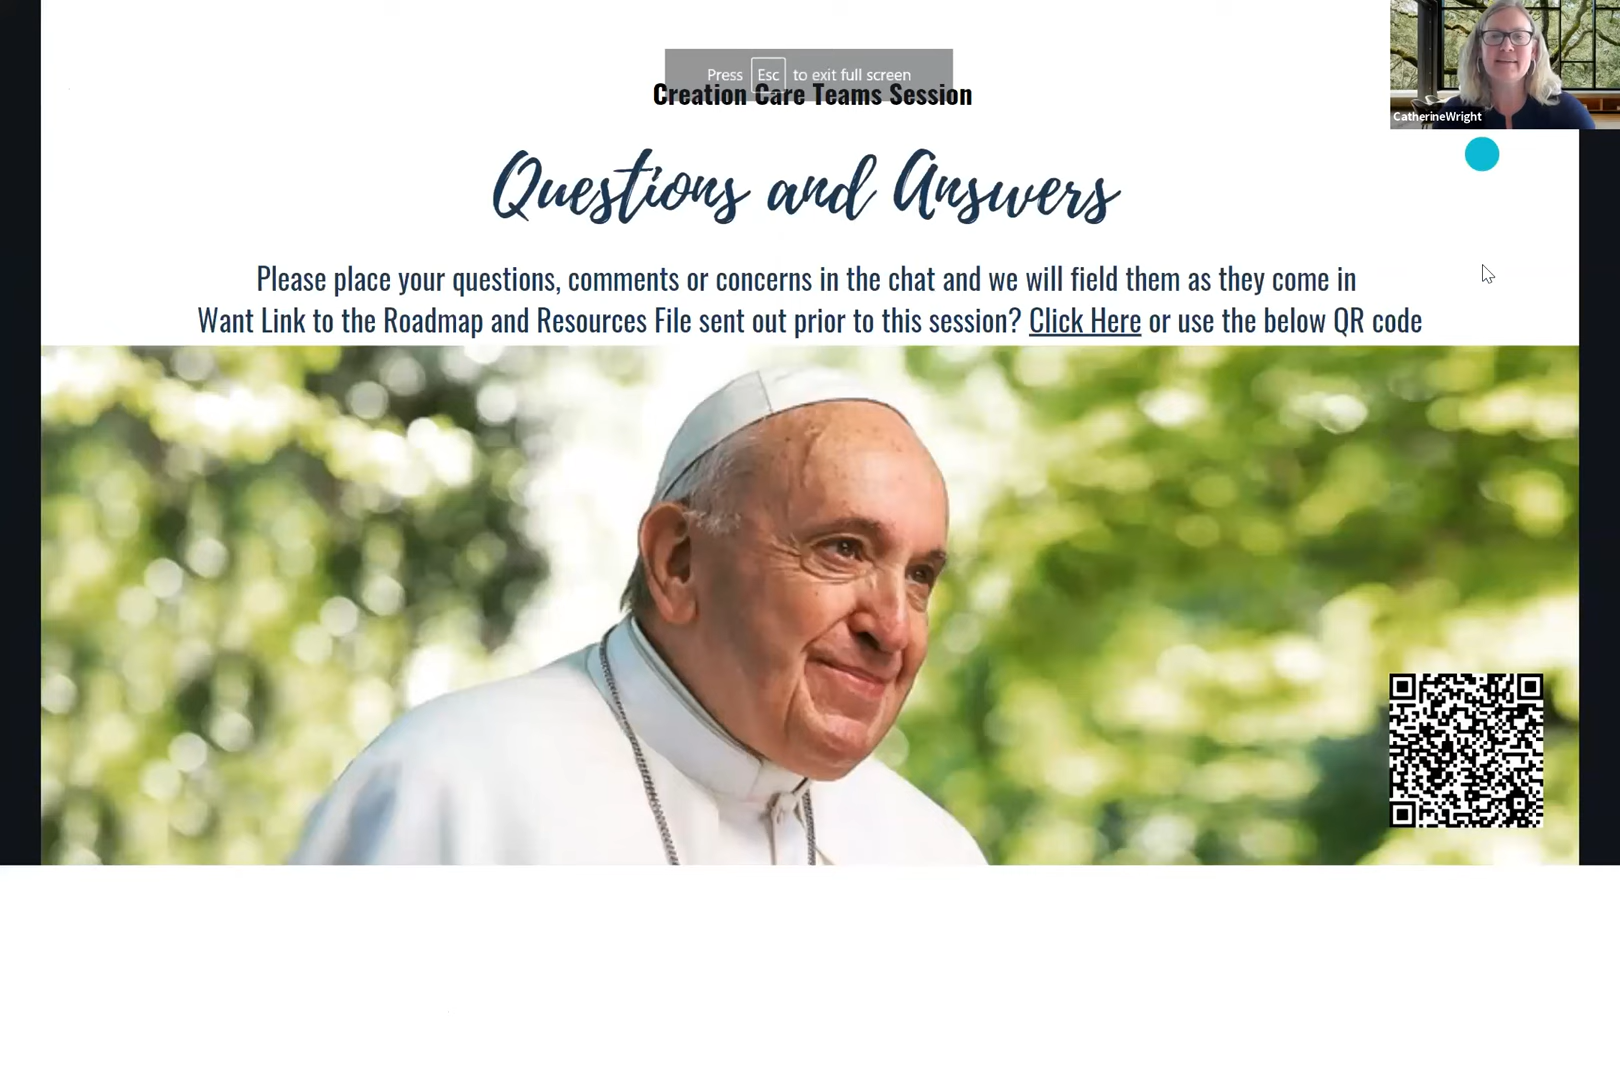 Press Esc to exit full screen
Creation Care Teams Session
CatherineWright
Questions and Answers
Please place your questions, comments or concerns in the chat and we will field them as they come in
Want Link to the Roadmap and Resources File sent out prior to this session? Click Here or use the below QR code